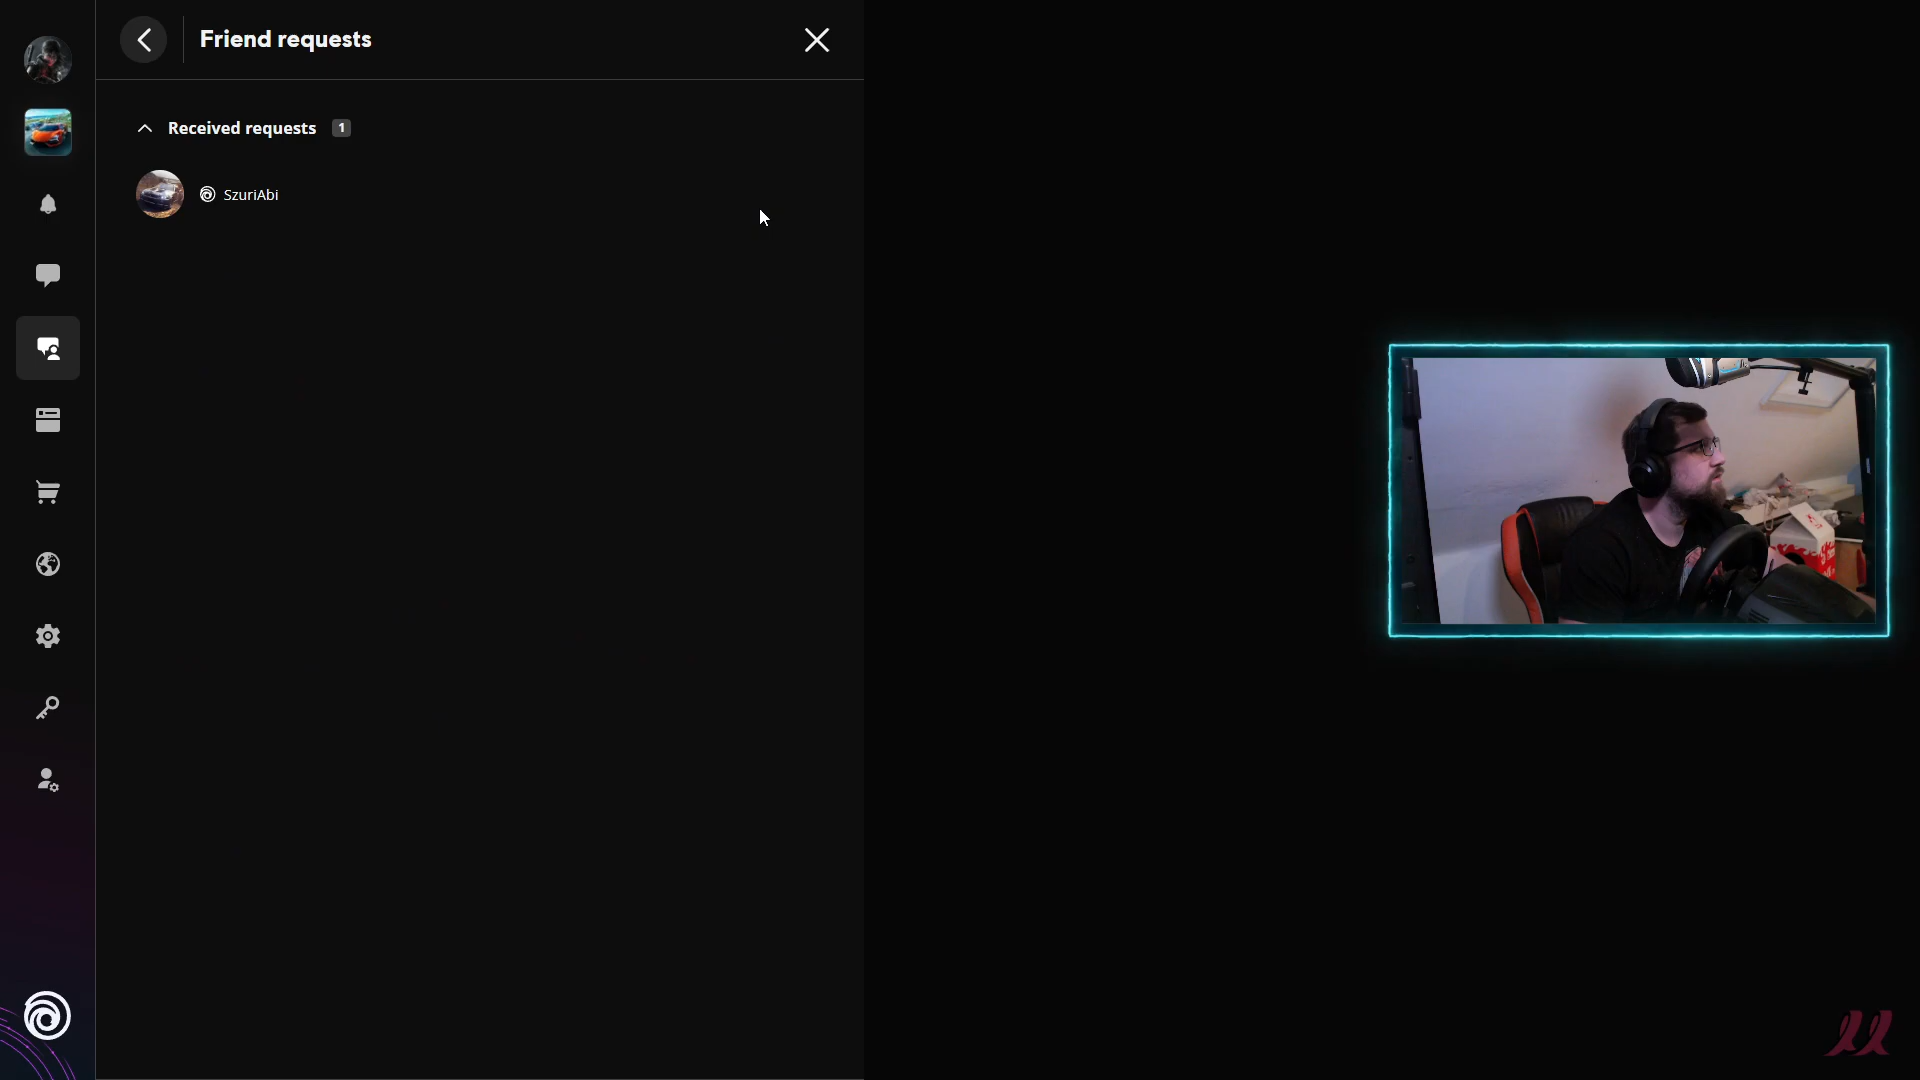 Friend requests
Received requests 1
SzuriAbi